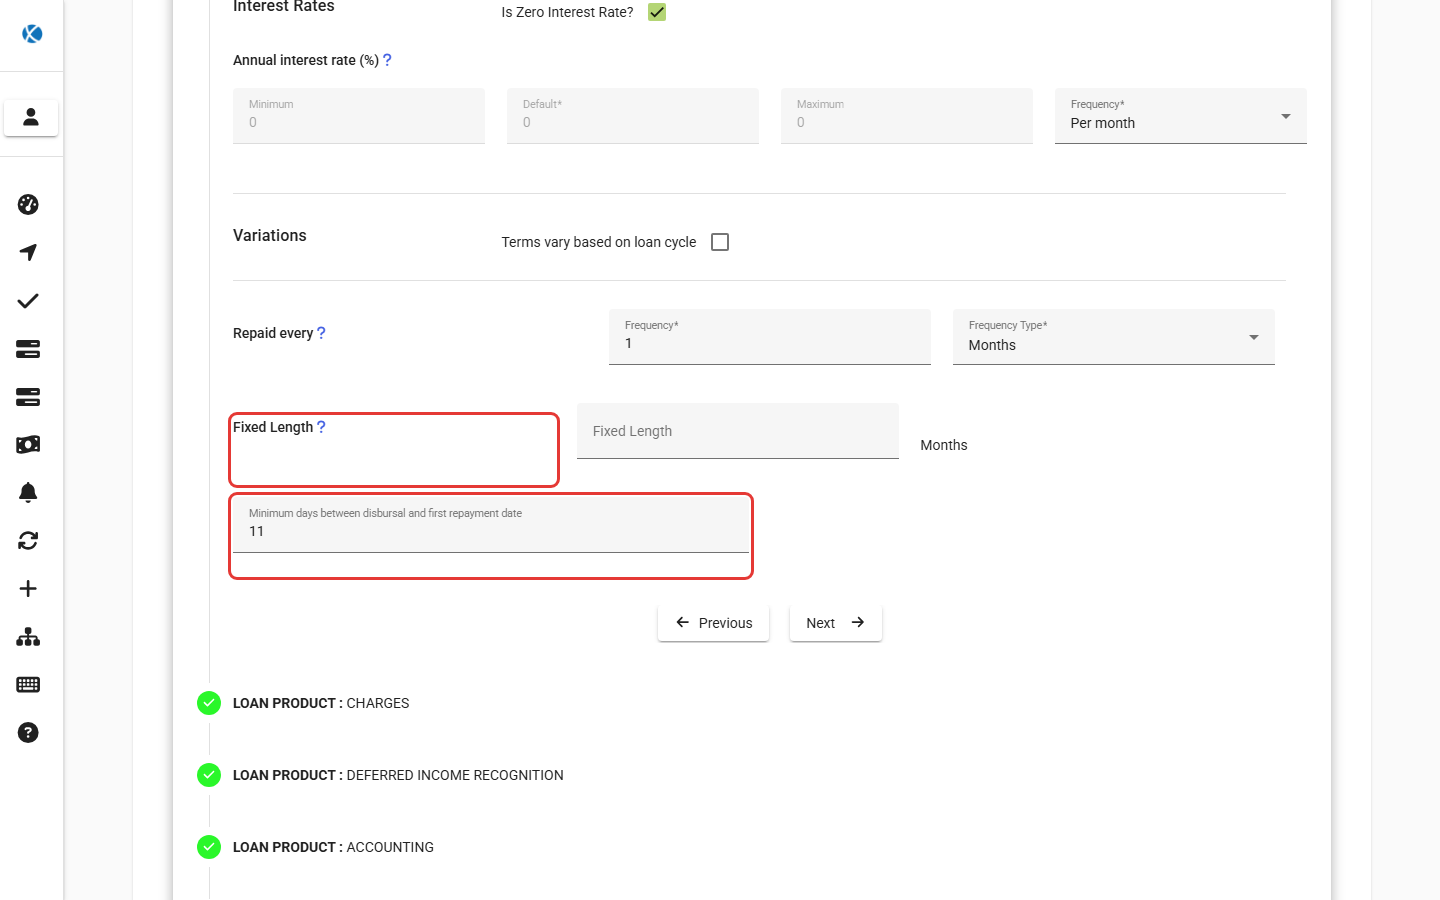 Interest Rates
Is Zero Interest Rate?
Annual interest rate (%) ?
Minimum
0
Default*
0
Maximum
0
Frequency*
Per month
Variations
Terms vary based on loan cycle
Repaid every ?
Frequency*
1
Frequency Type*
Months
Fixed Length ?
Fixed Length
Months
Minimum days between disbursal and first repayment date
11
Previous
Next
LOAN PRODUCT : CHARGES
LOAN PRODUCT : DEFERRED INCOME RECOGNITION
LOAN PRODUCT : ACCOUNTING